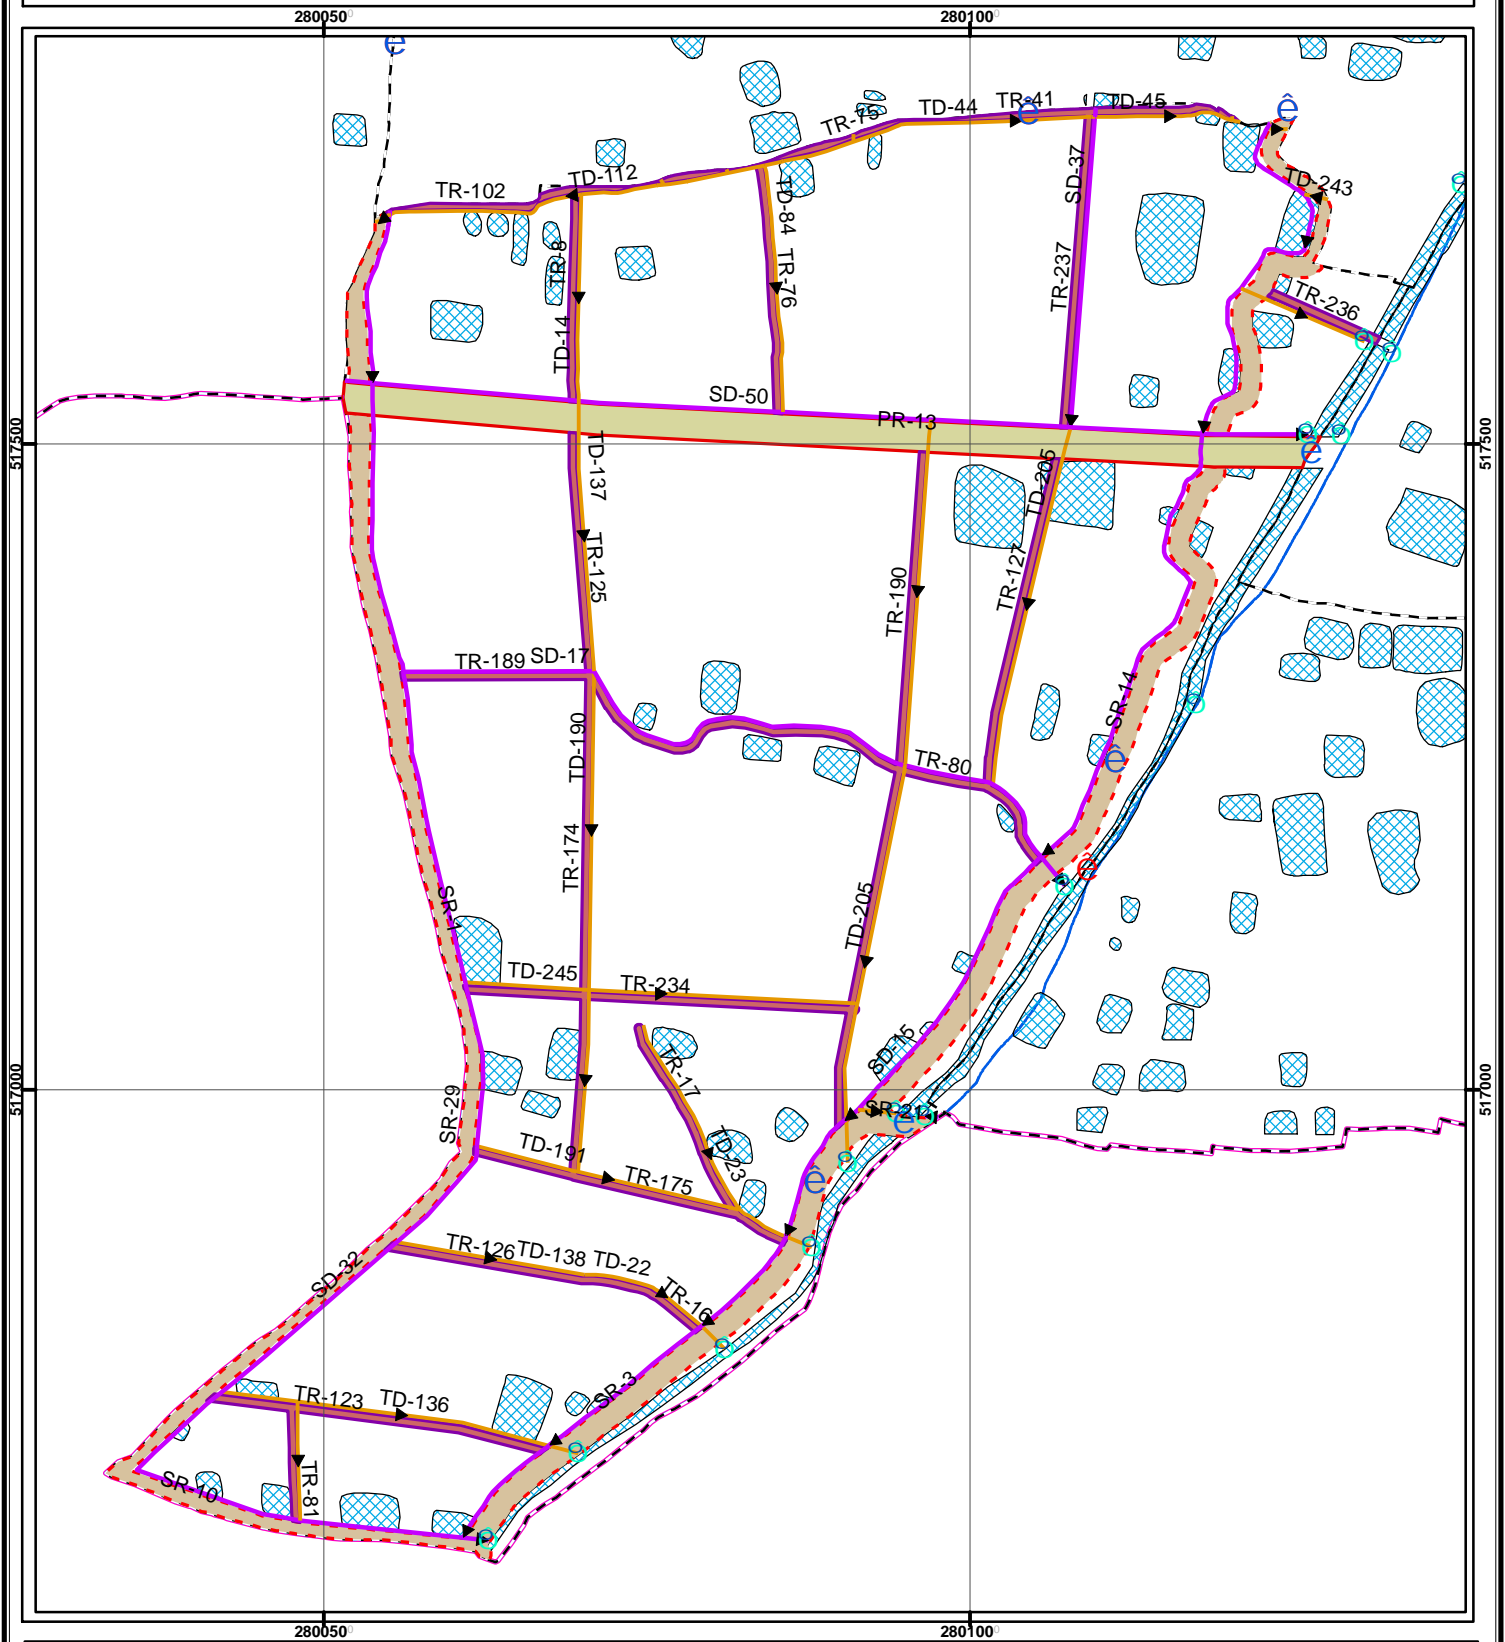 280050 280100
ê
TR-75 TD-44 TR-41 ê TD-45 ê
TR-102 TD-112 TD-84 SD-37 TD-243
TR-8 TR-76 TR-237 TR-236
TD-14
SD-50 PR-13
517500 517500
ê
TD-137 TD-205
TR-125 TR-190 TR-127
TR-189 SD-17
TD-190 SR-14
TR-80 ê
TR-174 ê
SR-1 TD-205
TD-245 TR-234
SD-15
TR-17
517000 517000
SR-29 SR-21
ê
TD-191 TD-23
TR-175 ê
TR-126 TD-138 TD-22
SD-32 TR-16
TR-123 TD-136 SR-3
SR-10 TR-81
280050 280100